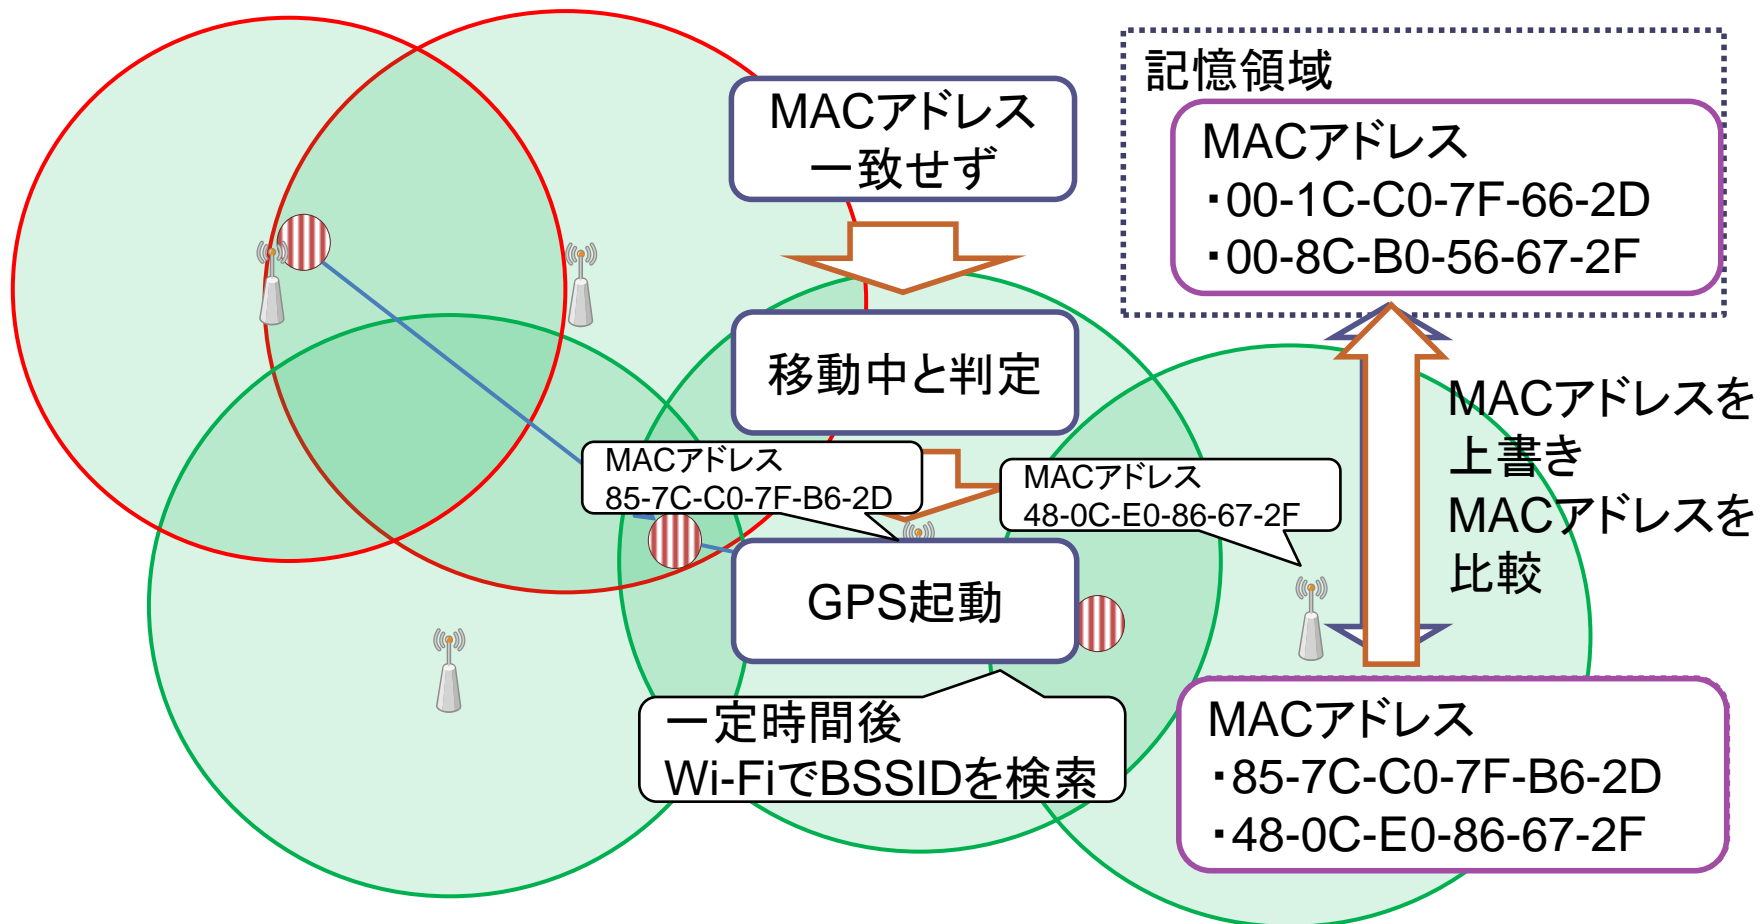 記憶領域
MACアドレス
・00-1C-C0-7F-66-2D
・00-8C-B0-56-67-2F
MACアドレス
一致せず
移動中と判定
MACアドレス
85-7C-C0-7F-B6-2D
MACアドレス
48-0C-E0-86-67-2F
MACアドレスを
上書き
MACアドレスを
比較
GPS起動
一定時間後
Wi-FiでBSSIDを検索
MACアドレス
・85-7C-C0-7F-B6-2D
・48-0C-E0-86-67-2F